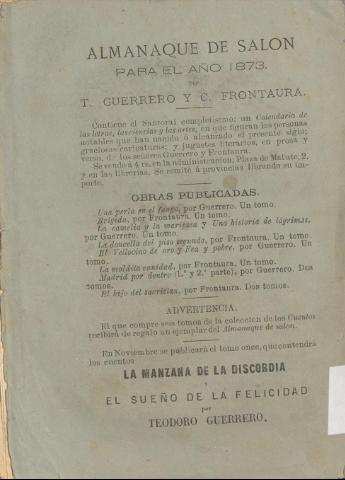 ALMANAQUE DE SALON
PARA EL AÑO 1873.
POR
T. GUERRERO Y C. FRONTAURA.
Contiene el Santoral completísimo; un Calendario de
las letras, las ciencias y las artes, en que figuran las personas
notables que han nacido ó alcanzado el presente siglo;
graciosas caricaturas; y juguetes literarios, en prosa y
verso, de los señores Guerrero y Frontaura.
Se vende á 4 rs. en la administracion, Plaza de Matute, 2,
y en las librerías. Se remite á provincias librando su im-
porte.
OBRAS PUBLICADAS.
Una perla en el fango, por Guerrero. Un tomo.
Brígida, por Frontaura. Un tomo.
La camelia y la mariposa y Una historia de lágrimas,
por Guerrero. Un tomo.
La doncella del piso segundo, por Frontaura. Un tomo.
El Vellocino de oro y Fea y pobre, por Guerrero. Un
tomo.
La maldita vanidad, por Frontaura. Un tomo.
Madrid por dentro (1.ª y 2.ª parte), por Guerrero. Dos
tomos.
El hijo del sacristan, por Frontaura. Dos tomos.
ADVERTENCIA.
El que compre seis tomos de la coleccion de los Cuentos
recibirá de regalo un ejemplar del Almanaque de salon.
En Noviembre se publicará el tomo once, que contendrá
los cuentos
LA MANZANA DE LA DISCORDIA
Y
EL SUEÑO DE LA FELICIDAD
por
TEODORO GUERRERO.